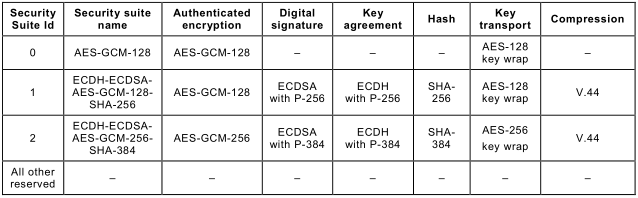 Security Suite Id | Security suite name | Authenticated encryption | Digital signature | Key agreement | Hash | Key transport | Compression
0 | AES-GCM-128 | AES-GCM-128 | – | – | – | AES-128 key wrap | –
1 | ECDH-ECDSA-AES-GCM-128-SHA-256 | AES-GCM-128 | ECDSA with P-256 | ECDH with P-256 | SHA-256 | AES-128 key wrap | V.44
2 | ECDH-ECDSA-AES-GCM-256-SHA-384 | AES-GCM-256 | ECDSA with P-384 | ECDH with P-384 | SHA-384 | AES-256 key wrap | V.44
All other reserved | – | – | – | – | – | – | –